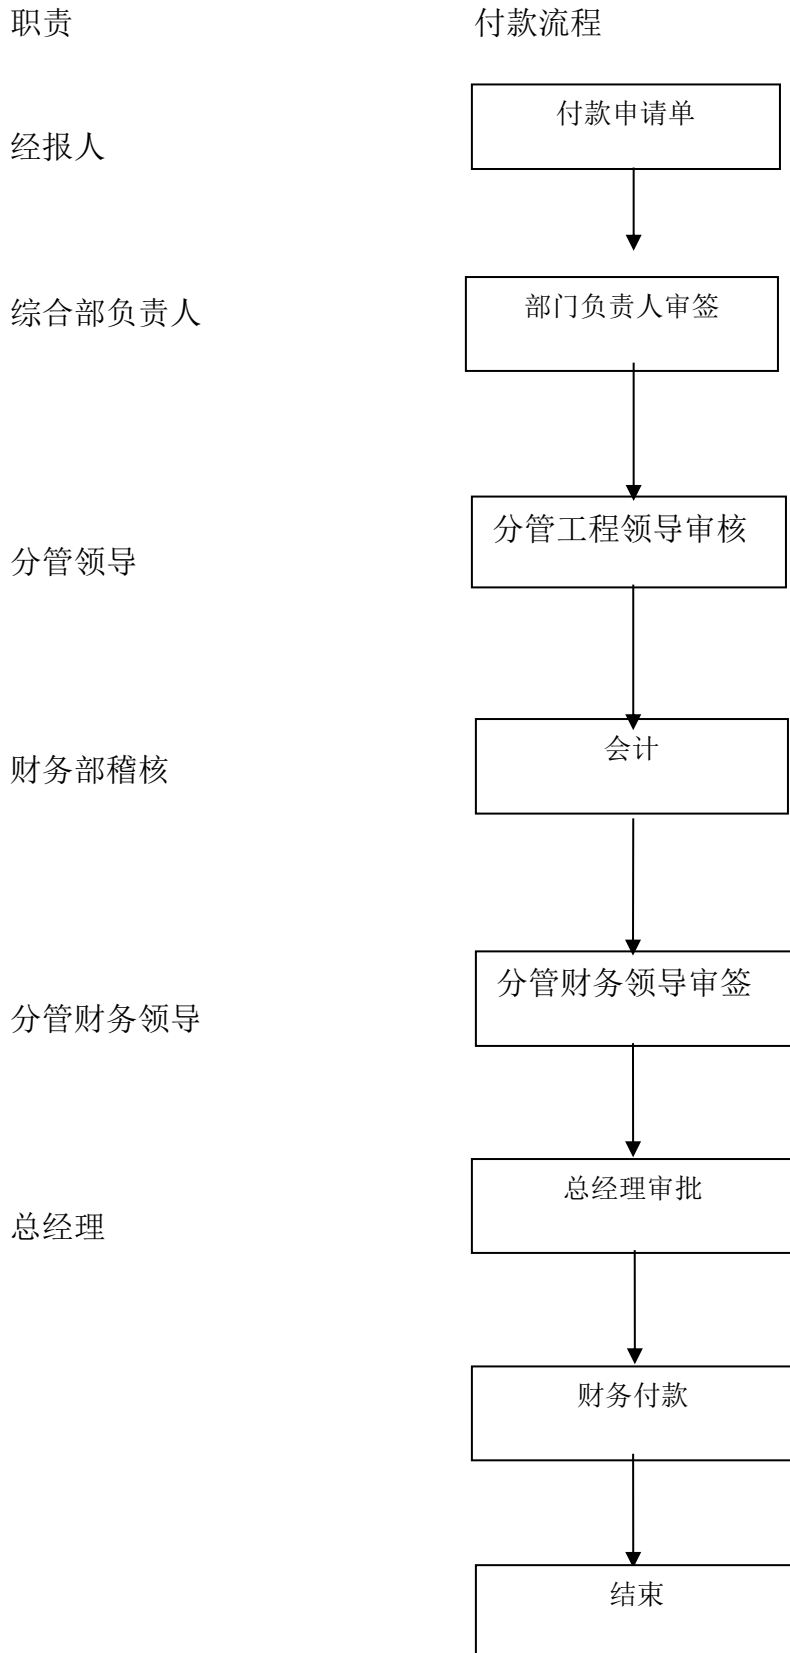 职责 付款流程
付款申请单
经报人
综合部负责人 部门负责人审签
分管工程领导审核
分管领导
会计
财务部稽核
分管财务领导审签
分管财务领导
总经理审批
总经理
财务付款
结束